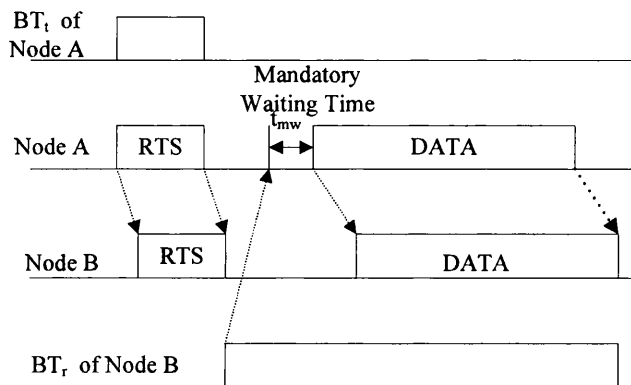 BTt of
Node A
Mandatory
Waiting Time
tmw
Node A
RTS
DATA
Node B
RTS
DATA
BTr of Node B